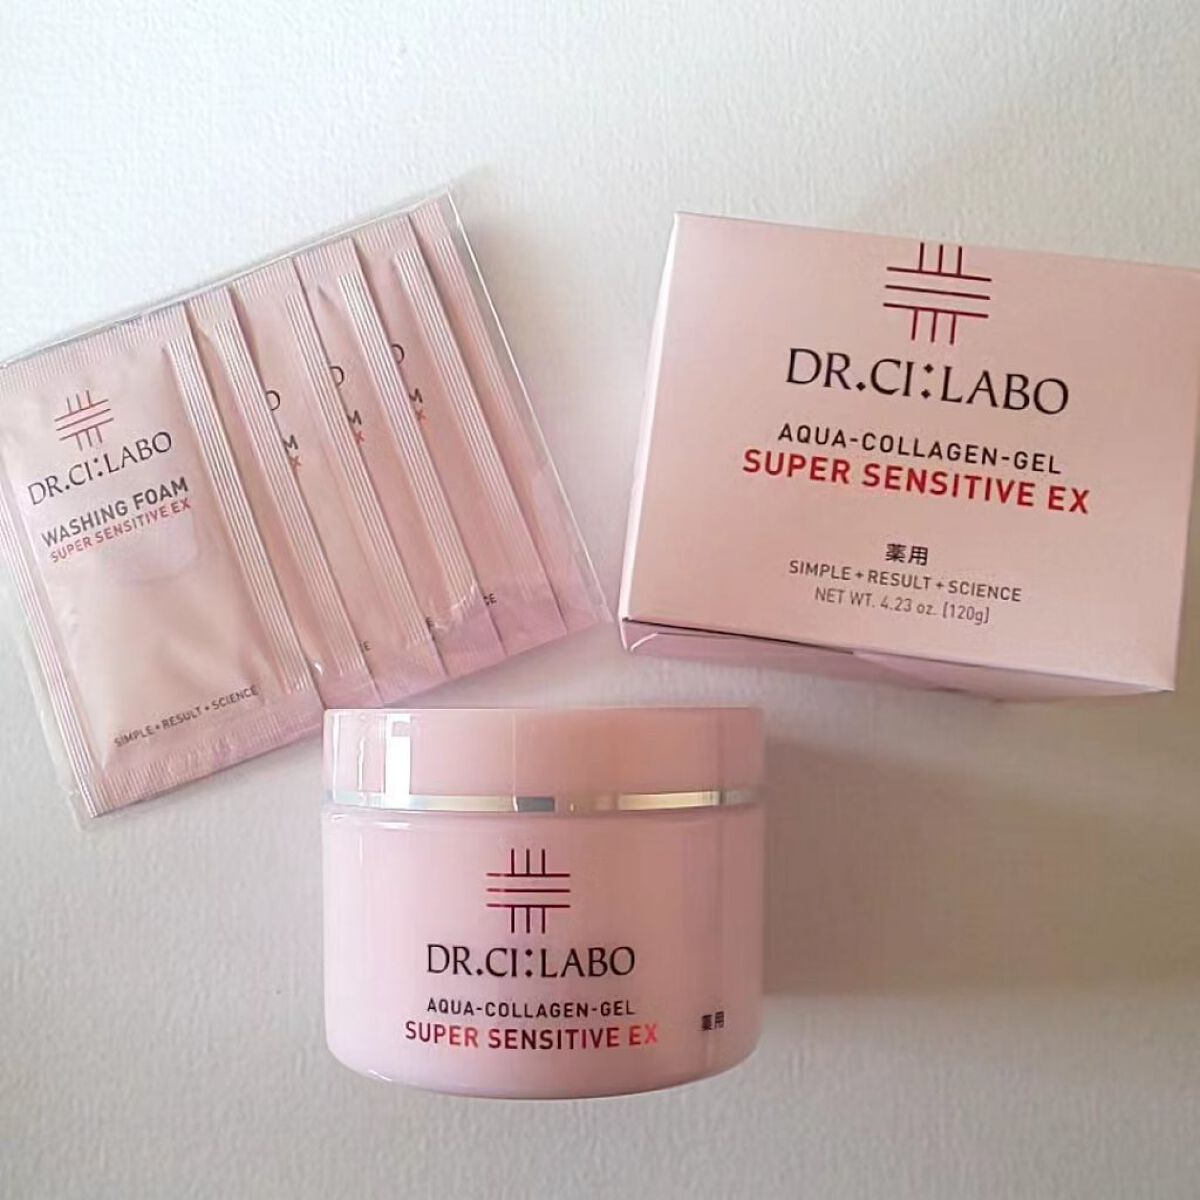 DR.CI:LABO
WASHING FOAM
SUPER SENSITIVE EX
SIMPLE + RESULT + SCIENCE
DR.CI:LABO
AQUA-COLLAGEN-GEL
SUPER SENSITIVE EX
薬用
SIMPLE + RESULT + SCIENCE
NET WT. 4.23 oz. [120g]
DR.CI:LABO
AQUA-COLLAGEN-GEL
SUPER SENSITIVE EX
薬用